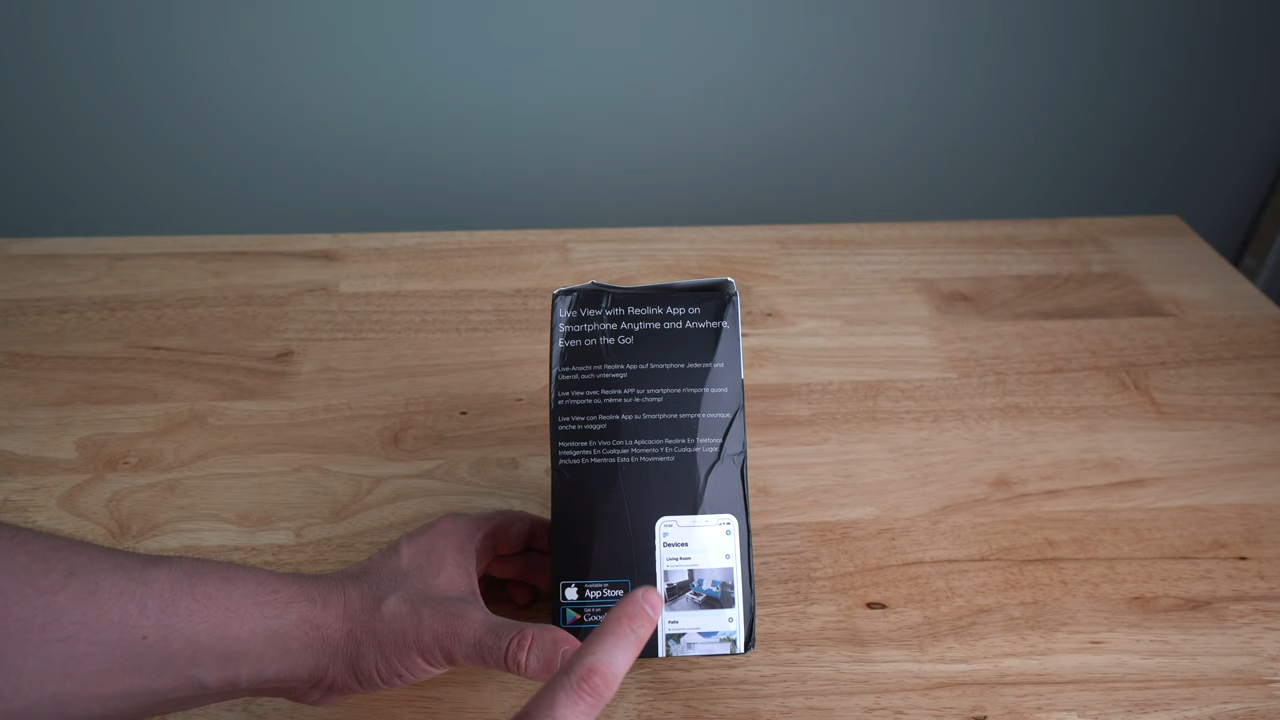 Live View with Reolink App on
Smartphone Anytime and Anwhere,
Even on the Go!
Live-Ansicht mit Reolink App auf Smartphone Jederzeit und
Überall, auch unterwegs!
Live View avec Reolink APP sur smartphone n'importe quand
et n'importe où, même sur-le-champ!
Live View con Reolink App su Smartphone sempre e ovunque,
anche in viaggio!
Monitoree En Vivo Con La Aplicación Reolink En Teléfonos
Inteligentes En Cualquier Momento Y En Cualquier Lugar,
¡Incluso En Mientras Esta En Movimiento!
Devices
Living Room
Available on
App Store
Get it on
Patio